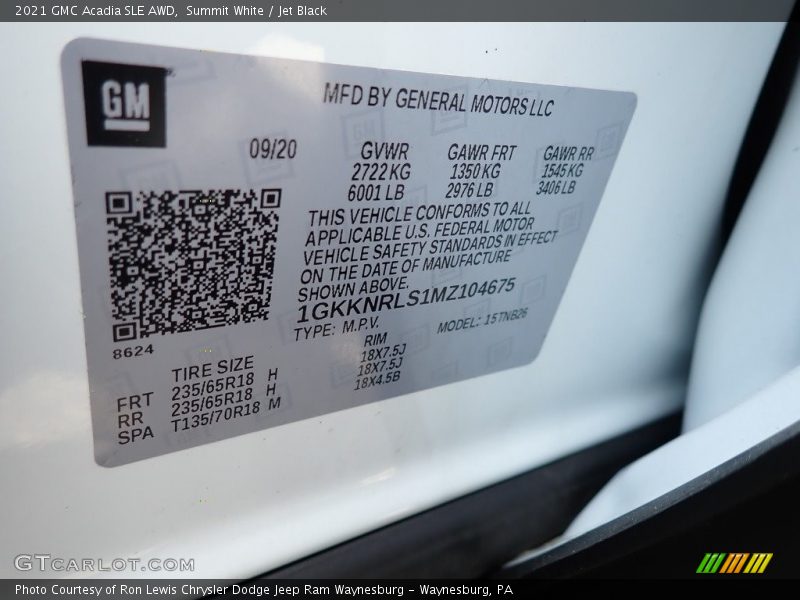 2021 GMC Acadia SLE AWD,  Summit White / Jet Black
GM
MFD BY GENERAL MOTORS LLC
09/20
GVWR GAWR FRT GAWR RR
2722 KG 1350 KG 1545 KG
6001 LB 2976 LB 3406 LB
THIS VEHICLE CONFORMS TO ALL
APPLICABLE U.S. FEDERAL MOTOR
VEHICLE SAFETY STANDARDS IN EFFECT
ON THE DATE OF MANUFACTURE
SHOWN ABOVE.
1GKKNRLS1MZ104675
TYPE: M.P.V. MODEL: 15TNB26
8624
TIRE SIZE RIM
FRT 235/65R18 H 18X7.5J
RR 235/65R18 H 18X7.5J
SPA T135/70R18 M 18X4.5B
GTCARLOT.COM
Photo Courtesy of Ron Lewis Chrysler Dodge Jeep Ram Waynesburg – Waynesburg, PA